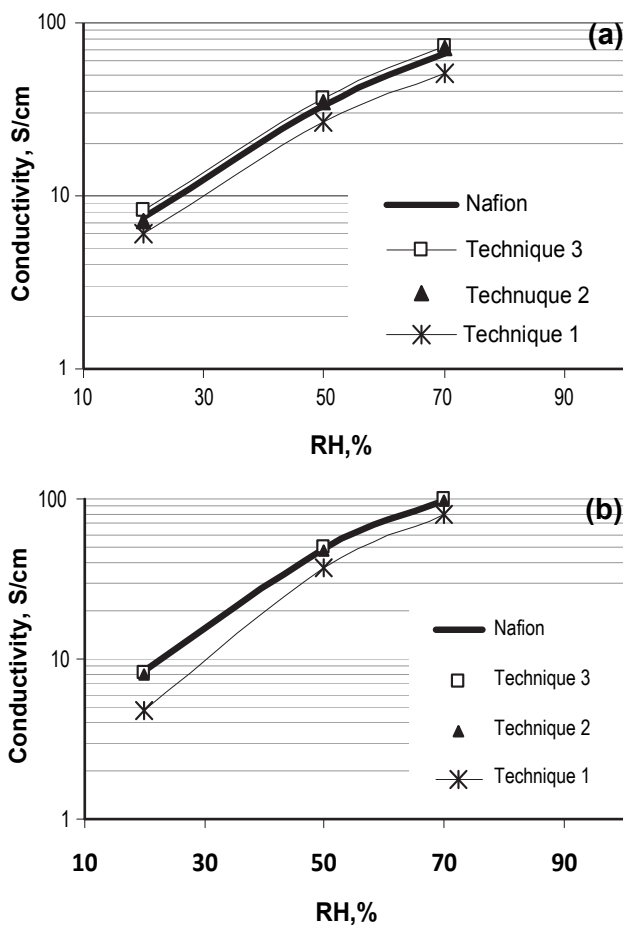 100
(a)
Conductivity, S/cm
10
Nafion
Technique 3
Technuque 2
Technique 1
1
10 30 50 70 90
RH,%
100
(b)
Conductivity, S/cm
10
Nafion
Technique 3
Technique 2
Technique 1
1
10 30 50 70 90
RH,%